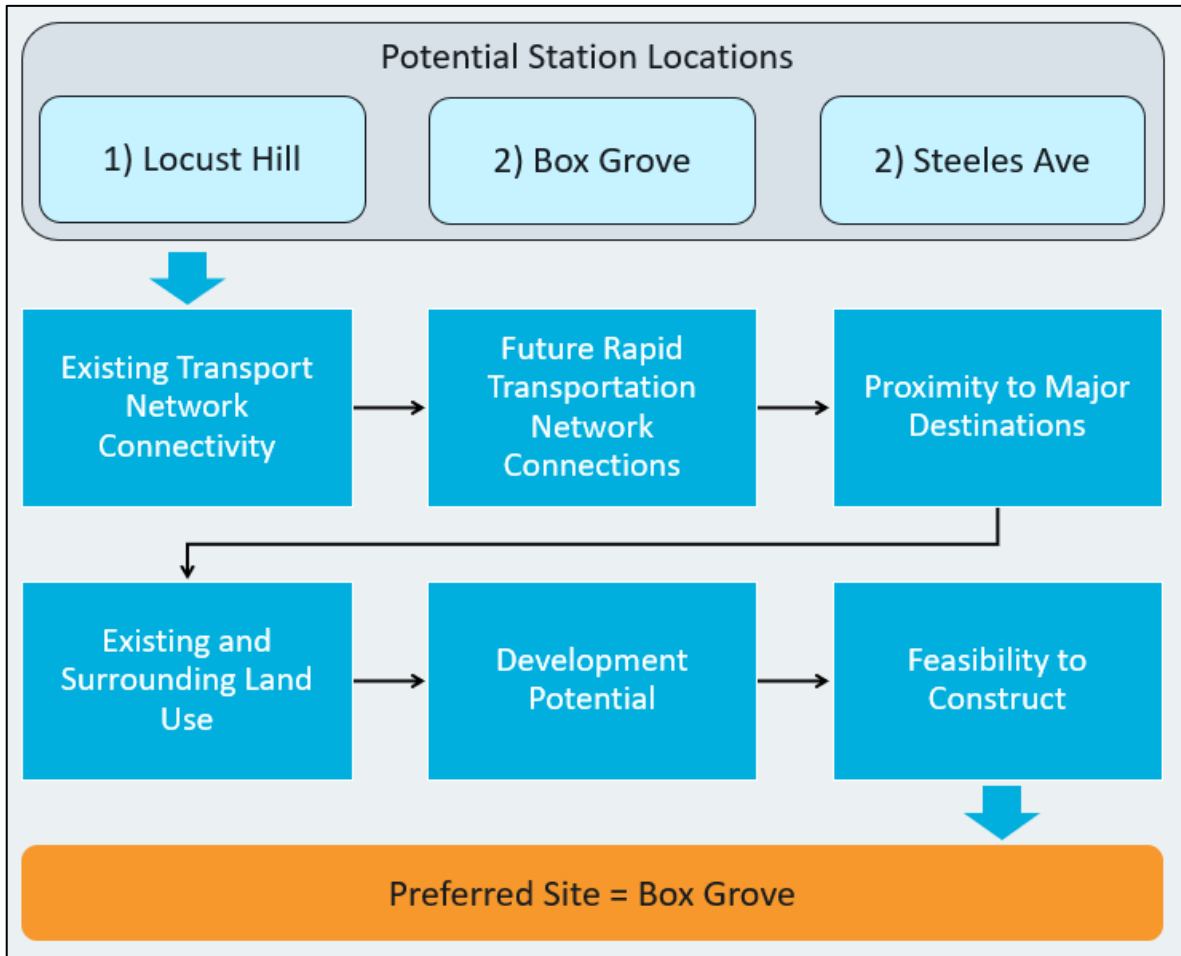 Potential Station Locations
1) Locust Hill
2) Box Grove
2) Steeles Ave
Existing Transport
Network
Connectivity
Future Rapid
Transportation
Network
Connections
Proximity to Major
Destinations
Existing and
Surrounding Land
Use
Development
Potential
Feasibility to
Construct
Preferred Site = Box Grove